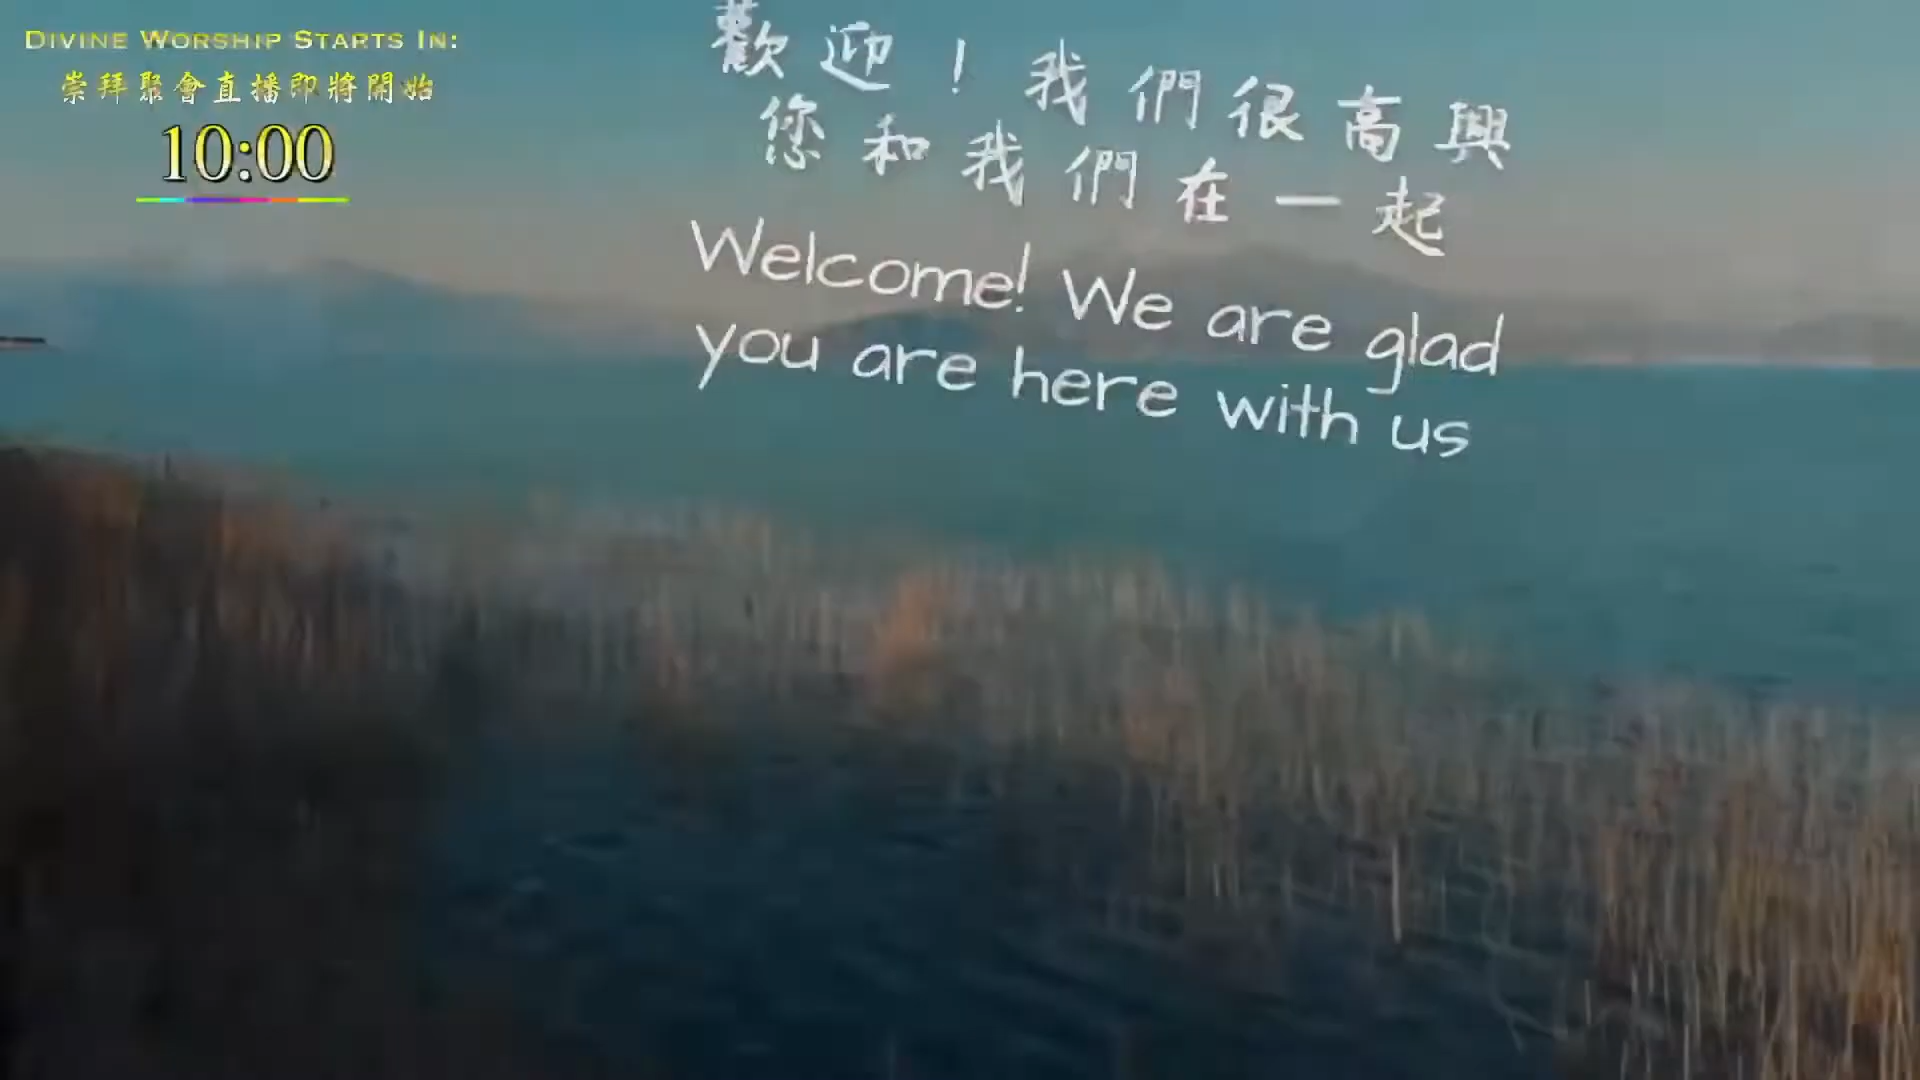 DIVINE WORSHIP STARTS IN:
崇拜聚會直播即將開始
10:00
歡迎！我們很高興
您和我們在一起
Welcome! We are glad
you are here with us